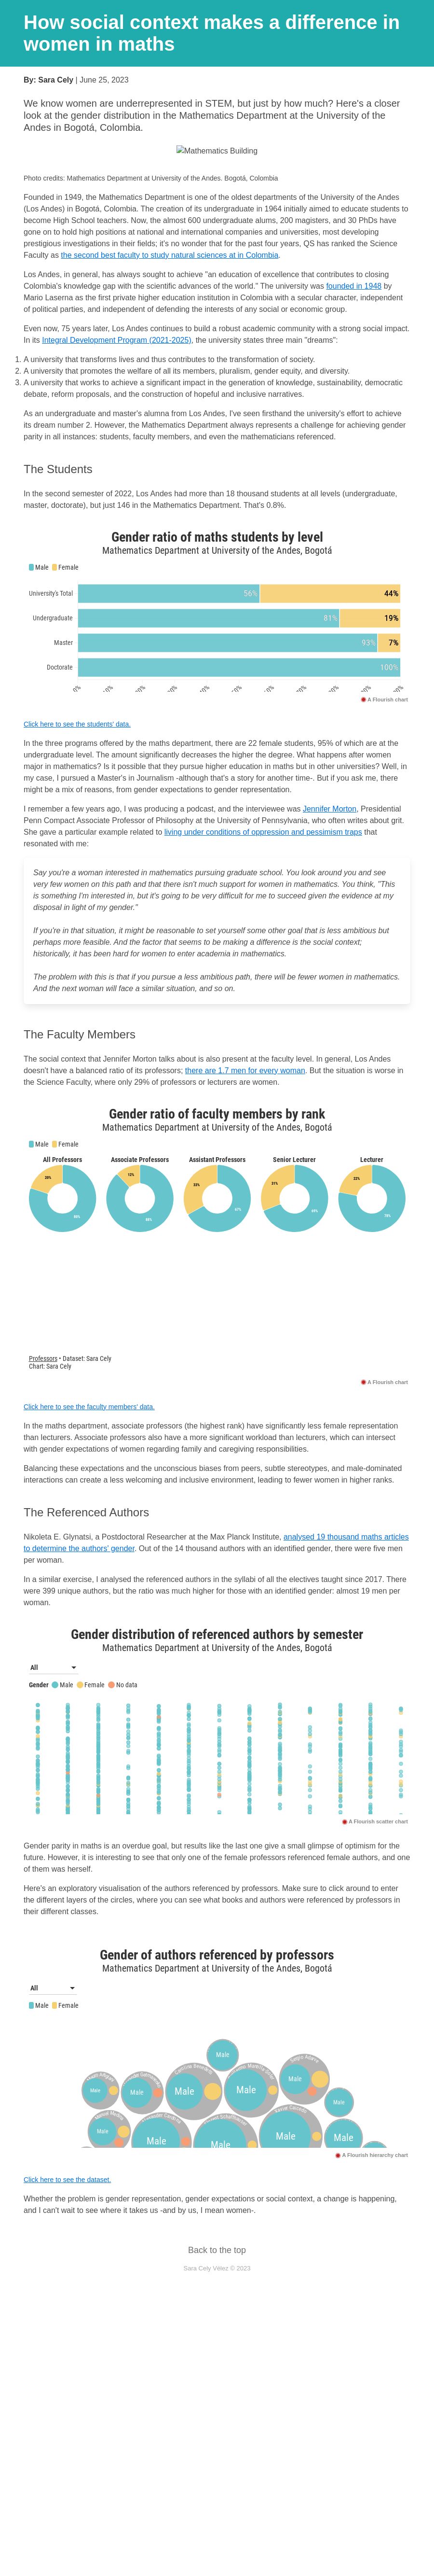 How social context makes a difference in
women in maths
By: Sara Cely | June 25, 2023
We know women are underrepresented in STEM, but just by how much? Here's a closer
look at the gender distribution in the Mathematics Department at the University of the
Andes in Bogotá, Colombia.
Mathematics Building
Photo credits: Mathematics Department at University of the Andes. Bogotá, Colombia
Founded in 1949, the Mathematics Department is one of the oldest departments of the University of the Andes
(Los Andes) in Bogotá, Colombia. The creation of its undergraduate in 1964 initially aimed to educate students to
become High School teachers. Now, the almost 600 undergraduate alums, 200 magisters, and 30 PhDs have
gone on to hold high positions at national and international companies and universities, most developing
prestigious investigations in their fields; it's no wonder that for the past four years, QS has ranked the Science
Faculty as the second best faculty to study natural sciences at in Colombia.
Los Andes, in general, has always sought to achieve "an education of excellence that contributes to closing
Colombia's knowledge gap with the scientific advances of the world." The university was founded in 1948 by
Mario Laserna as the first private higher education institution in Colombia with a secular character, independent
of political parties, and independent of defending the interests of any social or economic group.
Even now, 75 years later, Los Andes continues to build a robust academic community with a strong social impact.
In its Integral Development Program (2021-2025), the university states three main "dreams":
1. A university that transforms lives and thus contributes to the transformation of society.
2. A university that promotes the welfare of all its members, pluralism, gender equity, and diversity.
3. A university that works to achieve a significant impact in the generation of knowledge, sustainability, democratic
debate, reform proposals, and the construction of hopeful and inclusive narratives.
As an undergraduate and master's alumna from Los Andes, I've seen firsthand the university's effort to achieve
its dream number 2. However, the Mathematics Department always represents a challenge for achieving gender
parity in all instances: students, faculty members, and even the mathematicians referenced.
The Students
In the second semester of 2022, Los Andes had more than 18 thousand students at all levels (undergraduate,
master, doctorate), but just 146 in the Mathematics Department. That's 0.8%.
Gender ratio of maths students by level
Mathematics Department at University of the Andes, Bogotá
Male Female
University's Total 56% 44%
Undergraduate 81% 19%
Master 93% 7%
Doctorate 100%
A Flourish chart
Click here to see the students' data.
In the three programs offered by the maths department, there are 22 female students, 95% of which are at the
undergraduate level. The amount significantly decreases the higher the degree. What happens after women
major in mathematics? Is it possible that they pursue higher education in maths but in other universities? Well, in
my case, I pursued a Master's in Journalism -although that's a story for another time-. But if you ask me, there
might be a mix of reasons, from gender expectations to gender representation.
I remember a few years ago, I was producing a podcast, and the interviewee was Jennifer Morton, Presidential
Penn Compact Associate Professor of Philosophy at the University of Pennsylvania, who often writes about grit.
She gave a particular example related to living under conditions of oppression and pessimism traps that
resonated with me:
Say you're a woman interested in mathematics pursuing graduate school. You look around you and see
very few women on this path and that there isn't much support for women in mathematics. You think, "This
is something I'm interested in, but it's going to be very difficult for me to succeed given the evidence at my
disposal in light of my gender."
If you're in that situation, it might be reasonable to set yourself some other goal that is less ambitious but
perhaps more feasible. And the factor that seems to be making a difference is the social context;
historically, it has been hard for women to enter academia in mathematics.
The problem with this is that if you pursue a less ambitious path, there will be fewer women in mathematics.
And the next woman will face a similar situation, and so on.
The Faculty Members
The social context that Jennifer Morton talks about is also present at the faculty level. In general, Los Andes
doesn't have a balanced ratio of its professors; there are 1.7 men for every woman. But the situation is worse in
the Science Faculty, where only 29% of professors or lecturers are women.
Gender ratio of faculty members by rank
Mathematics Department at University of the Andes, Bogotá
Male Female
All Professors Associate Professors Assistant Professors Senior Lecturer Lecturer
Professors • Dataset: Sara Cely
Chart: Sara Cely
A Flourish chart
Click here to see the faculty members' data.
In the maths department, associate professors (the highest rank) have significantly less female representation
than lecturers. Associate professors also have a more significant workload than lecturers, which can intersect
with gender expectations of women regarding family and caregiving responsibilities.
Balancing these expectations and the unconscious biases from peers, subtle stereotypes, and male-dominated
interactions can create a less welcoming and inclusive environment, leading to fewer women in higher ranks.
The Referenced Authors
Nikoleta E. Glynatsi, a Postdoctoral Researcher at the Max Planck Institute, analysed 19 thousand maths articles
to determine the authors' gender. Out of the 14 thousand authors with an identified gender, there were five men
per woman.
In a similar exercise, I analysed the referenced authors in the syllabi of all the electives taught since 2017. There
were 399 unique authors, but the ratio was much higher for those with an identified gender: almost 19 men per
woman.
Gender distribution of referenced authors by semester
Mathematics Department at University of the Andes, Bogotá
All
Gender Male Female No data
A Flourish scatter chart
Gender parity in maths is an overdue goal, but results like the last one give a small glimpse of optimism for the
future. However, it is interesting to see that only one of the female professors referenced female authors, and one
of them was herself.
Here's an exploratory visualisation of the authors referenced by professors. Make sure to click around to enter
the different layers of the circles, where you can see what books and authors were referenced by professors in
their different classes.
Gender of authors referenced by professors
Mathematics Department at University of the Andes, Bogotá
All
Male Female
Male
Male Male Male Male Male
Male
Male Male Male Male Male
A Flourish hierarchy chart
Click here to see the dataset.
Whether the problem is gender representation, gender expectations or social context, a change is happening,
and I can't wait to see where it takes us -and by us, I mean women-.
Back to the top
Sara Cely Vélez © 2023